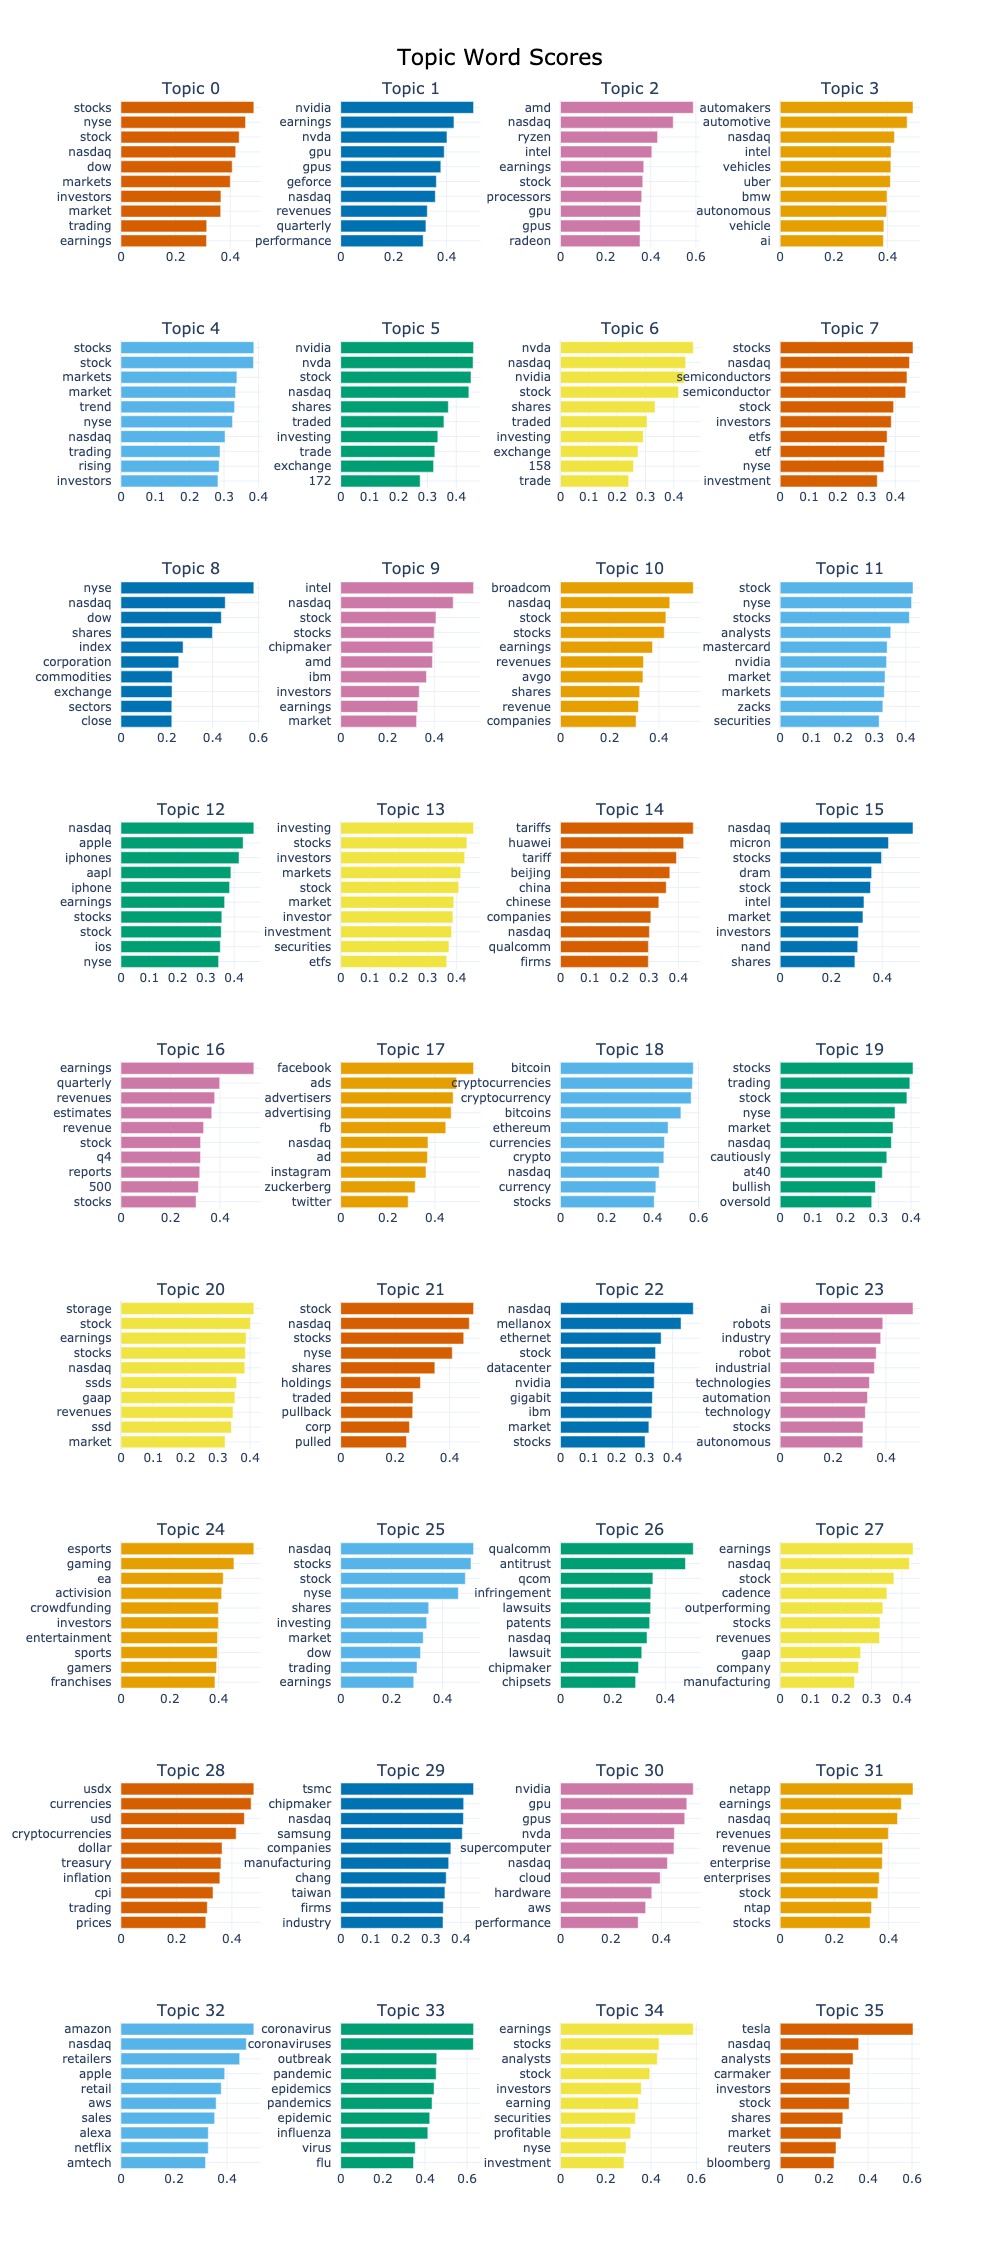 Topic Word Scores
Topic 0
stocks
nyse
stock
nasdaq
dow
markets
investors
market
trading
earnings
0 0.2 0.4
Topic 1
nvidia
earnings
nvda
gpu
gpus
geforce
nasdaq
revenues
quarterly
performance
0 0.2 0.4
Topic 2
amd
nasdaq
ryzen
intel
earnings
stock
processors
gpu
gpus
radeon
0 0.2 0.4 0.6
Topic 3
automakers
automotive
nasdaq
intel
vehicles
uber
bmw
autonomous
vehicle
ai
0 0.2 0.4
Topic 4
stocks
stock
markets
market
trend
nyse
nasdaq
trading
rising
investors
0 0.1 0.2 0.3 0.4
Topic 5
nvidia
nvda
stock
nasdaq
shares
traded
investing
trade
exchange
172
0 0.1 0.2 0.3 0.4
Topic 6
nvda
nasdaq
nvidia
stock
shares
traded
investing
exchange
158
trade
0 0.1 0.2 0.3 0.4
Topic 7
stocks
nasdaq
semiconductors
semiconductor
stock
investors
etfs
etf
nyse
investment
0 0.1 0.2 0.3 0.4
Topic 8
nyse
nasdaq
dow
shares
index
corporation
commodities
exchange
sectors
close
0 0.2 0.4 0.6
Topic 9
intel
nasdaq
stock
stocks
chipmaker
amd
ibm
investors
earnings
market
0 0.2 0.4
Topic 10
broadcom
nasdaq
stock
stocks
earnings
revenues
avgo
shares
revenue
companies
0 0.2 0.4
Topic 11
stock
nyse
stocks
analysts
mastercard
nvidia
market
markets
zacks
securities
0 0.1 0.2 0.3 0.4
Topic 12
nasdaq
apple
iphones
aapl
iphone
earnings
stocks
stock
ios
nyse
0 0.1 0.2 0.3 0.4
Topic 13
investing
stocks
investors
markets
stock
market
investor
investment
securities
etfs
0 0.1 0.2 0.3 0.4
Topic 14
tariffs
huawei
tariff
beijing
china
chinese
companies
nasdaq
qualcomm
firms
0 0.1 0.2 0.3 0.4
Topic 15
nasdaq
micron
stocks
dram
stock
intel
market
investors
nand
shares
0 0.2 0.4
Topic 16
earnings
quarterly
revenues
estimates
revenue
stock
q4
reports
500
stocks
0 0.2 0.4
Topic 17
facebook
ads
advertisers
advertising
fb
nasdaq
ad
instagram
zuckerberg
twitter
0 0.2 0.4
Topic 18
bitcoin
cryptocurrencies
cryptocurrency
bitcoins
ethereum
currencies
crypto
nasdaq
currency
stocks
0 0.2 0.4 0.6
Topic 19
stocks
trading
stock
nyse
market
nasdaq
cautiously
at40
bullish
oversold
0 0.1 0.2 0.3 0.4
Topic 20
storage
stock
earnings
stocks
nasdaq
ssds
gaap
revenues
ssd
market
0 0.1 0.2 0.3 0.4
Topic 21
stock
nasdaq
stocks
nyse
shares
holdings
traded
pullback
corp
pulled
0 0.2 0.4
Topic 22
nasdaq
mellanox
ethernet
stock
datacenter
nvidia
gigabit
ibm
market
stocks
0 0.1 0.2 0.3 0.4
Topic 23
ai
robots
industry
robot
industrial
technologies
automation
technology
stocks
autonomous
0 0.2 0.4
Topic 24
esports
gaming
ea
activision
crowdfunding
investors
entertainment
sports
gamers
franchises
0 0.2 0.4
Topic 25
nasdaq
stocks
stock
nyse
shares
investing
market
dow
trading
earnings
0 0.2 0.4
Topic 26
qualcomm
antitrust
qcom
infringement
lawsuits
patents
nasdaq
lawsuit
chipmaker
chipsets
0 0.2 0.4
Topic 27
earnings
nasdaq
stock
cadence
outperforming
stocks
revenues
gaap
company
manufacturing
0 0.1 0.2 0.3 0.4
Topic 28
usdx
currencies
usd
cryptocurrencies
dollar
treasury
inflation
cpi
trading
prices
0 0.2 0.4
Topic 29
tsmc
chipmaker
nasdaq
samsung
companies
manufacturing
chang
taiwan
firms
industry
0 0.1 0.2 0.3 0.4
Topic 30
nvidia
gpu
gpus
nvda
supercomputer
nasdaq
cloud
hardware
aws
performance
0 0.2 0.4
Topic 31
netapp
earnings
nasdaq
revenues
revenue
enterprise
enterprises
stock
ntap
stocks
0 0.2 0.4
Topic 32
amazon
nasdaq
retailers
apple
retail
aws
sales
alexa
netflix
amtech
0 0.2 0.4
Topic 33
coronavirus
coronaviruses
outbreak
pandemic
epidemics
pandemics
epidemic
influenza
virus
flu
0 0.2 0.4 0.6
Topic 34
earnings
stocks
analysts
stock
investors
earning
securities
profitable
nyse
investment
0 0.2 0.4 0.6
Topic 35
tesla
nasdaq
analysts
carmaker
investors
stock
shares
market
reuters
bloomberg
0 0.2 0.4 0.6